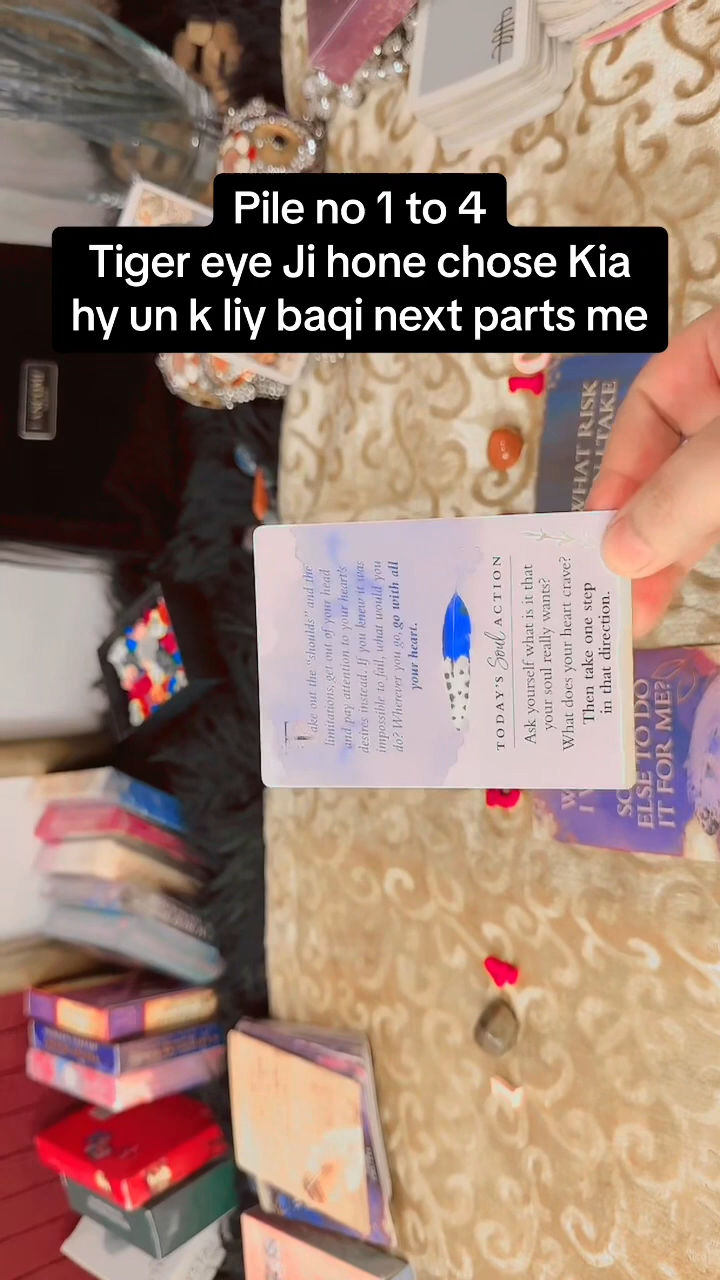 Pile no 1 to 4
Tiger eye Ji hone chose Kia
hy un k liy baqi next parts me
WHAT RISK
TAKE
Take out the "shoulds" and the
limitations, get out of your head
and pay attention to your heart's
desires instead. If you knew it was
impossible to fail, what would you
do? Wherever you go, go with all
your heart.
TODAY'S Soul ACTION
Ask yourself what is it that
your soul really wants?
What does your heart crave?
Then take one step
in that direction.
ELSE TO DO
IT FOR ME?